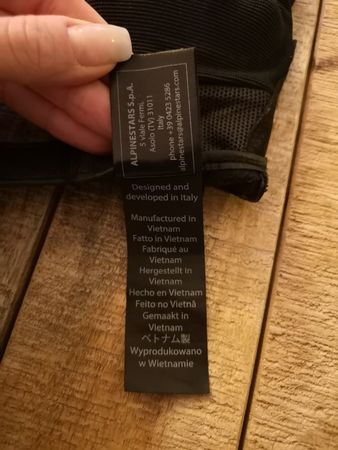 ALPINESTARS S.p.A.
5 viale Fermi,
Asolo (TV) 31011
Italy
phone +39 0423 5286
alpinestars@alpinestars.com
Designed and
developed in Italy
Manufactured in
Vietnam
Fatto in Vietnam
Fabriqué au
Vietnam
Hergestellt in
Vietnam
Hecho en Vietnam
Feito no Vietnã
Gemaakt in
Vietnam
ベトナム製
Wyprodukowano
w Wietnamie